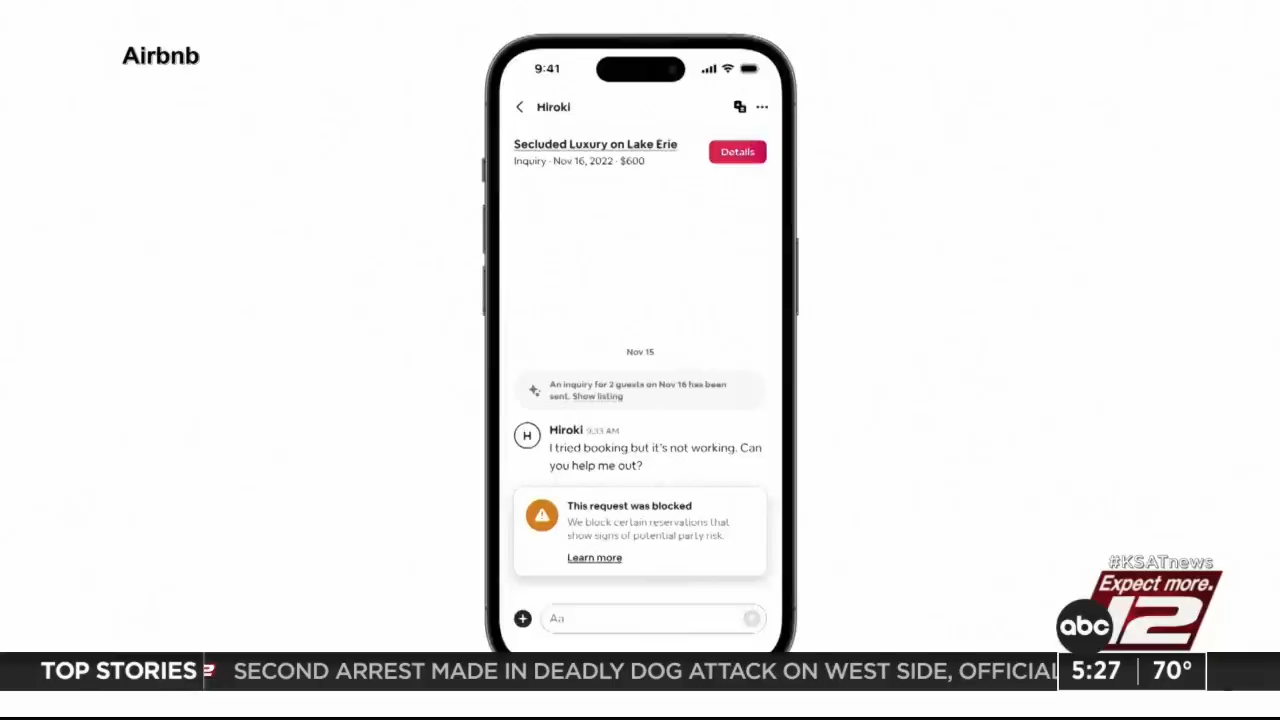 Airbnb
9:41
Hiroki
Secluded Luxury on Lake Erie
Details
Inquiry · Nov 16, 2022 · $600
Nov 15
An inquiry for 2 guests on Nov 16 has been
sent. Show listing
H
Hiroki 9:33 AM
I tried booking but it's not working. Can
you help me out?
This request was blocked
We block certain reservations that
show signs of potential party risk.
Learn more
Aa
#KSATnews
Expect more.
abc 12
TOP STORIES
SECOND ARREST MADE IN DEADLY DOG ATTACK ON WEST SIDE, OFFICIAL
5:27
70°